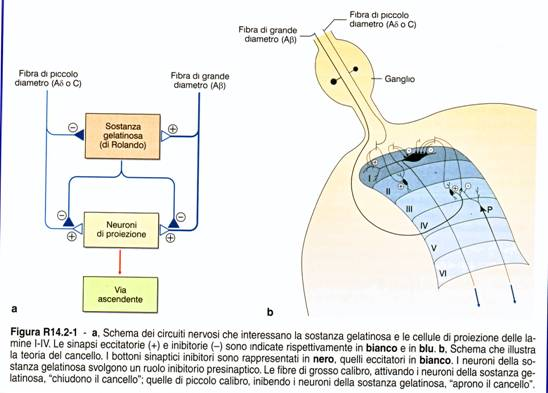 Fibra di piccolo
diametro (Aδ o C)
Fibra di grande
diametro (Aβ)
−
Sostanza
gelatinosa
(di Rolando)
+
−
−
+
Neuroni
di proiezione
+
Via
ascendente
a
Fibra di piccolo
diametro (Aδ o C)
Fibra di grande
diametro (Aβ)
Ganglio
I
II
III
IV
V
VI
P
b
Figura R14.2-1 - a, Schema dei circuiti nervosi che interessano la sostanza gelatinosa e le cellule di proiezione delle la-
mine I-IV. Le sinapsi eccitatorie (+) e inibitorie (–) sono indicate rispettivamente in bianco e in blu. b, Schema che illustra
la teoria del cancello. I bottoni sinaptici inibitori sono rappresentati in nero, quelli eccitatori in bianco. I neuroni della so-
stanza gelatinosa svolgono un ruolo inibitorio presinaptico. Le fibre di grosso calibro, attivando i neuroni della sostanza ge-
latinosa, “chiudono il cancello”; quelle di piccolo calibro, inibendo i neuroni della sostanza gelatinosa, “aprono il cancello”.